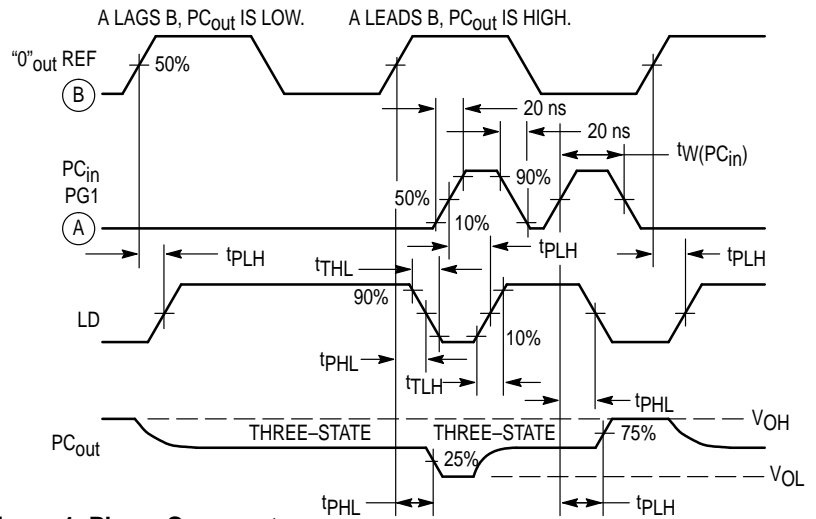 A LAGS B, PCout IS LOW. A LEADS B, PCout IS HIGH.
“0”out REF
B
50%
20 ns
20 ns
tW(PCin)
PCin
PG1
A
50%
90%
10%
tPLH
tTHL
tPLH
tPLH
90%
LD
10%
tPHL
tTLH
tPHL
VOH
THREE–STATE THREE–STATE
75%
PCout
25%
VOL
tPHL
tPLH